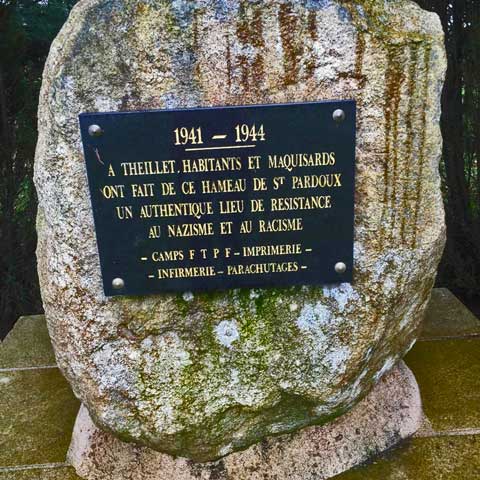 1941 – 1944
A THEILLET, HABITANTS ET MAQUISARDS
ONT FAIT DE CE HAMEAU DE ST PARDOUX
UN AUTHENTIQUE LIEU DE RESISTANCE
AU NAZISME ET AU RACISME
– CAMPS F T P F – IMPRIMERIE –
– INFIRMERIE – PARACHUTAGES –